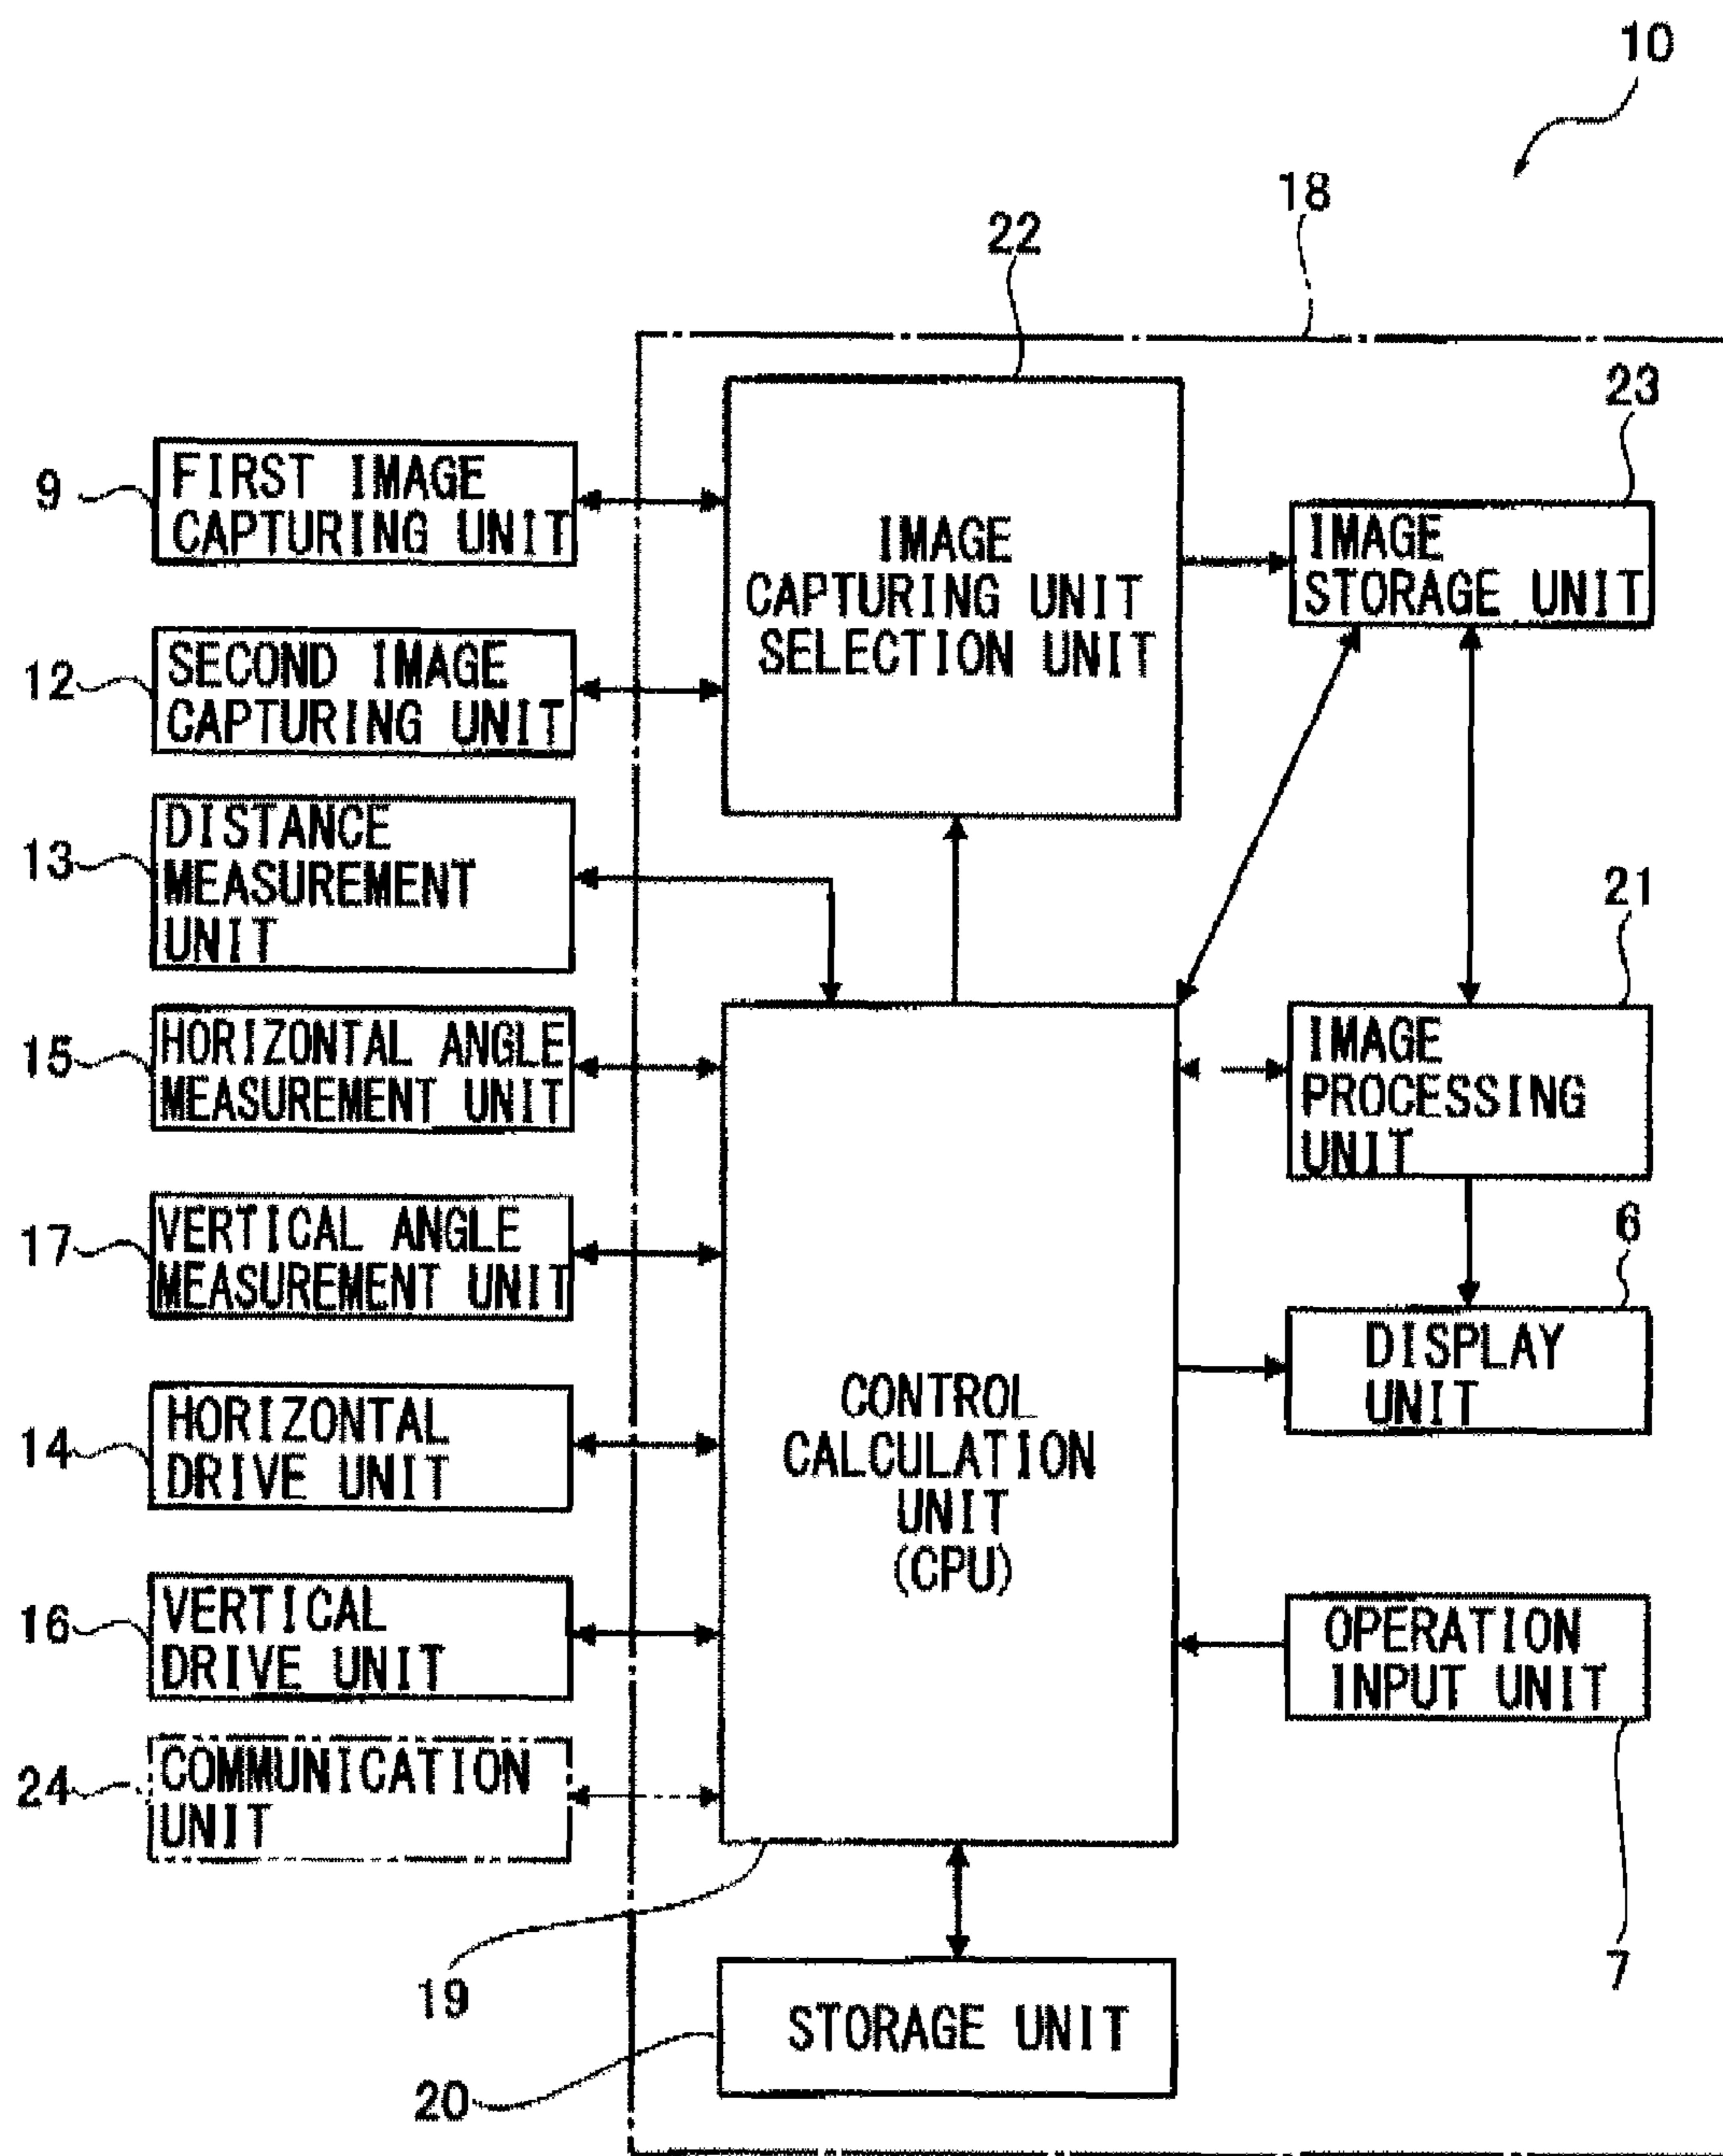 10
18
22
23
9
FIRST IMAGE
CAPTURING UNIT
IMAGE
CAPTURING UNIT
SELECTION UNIT
IMAGE
STORAGE UNIT
12
SECOND IMAGE
CAPTURING UNIT
13
DISTANCE
MEASUREMENT
UNIT
21
15
HORIZONTAL ANGLE
MEASUREMENT UNIT
IMAGE
PROCESSING
UNIT
17
VERTICAL ANGLE
MEASUREMENT UNIT
6
DISPLAY
UNIT
14
HORIZONTAL
DRIVE UNIT
CONTROL
CALCULATION
UNIT
(CPU)
16
VERTICAL
DRIVE UNIT
OPERATION
INPUT UNIT
24
COMMUNICATION
UNIT
7
19
STORAGE UNIT
20